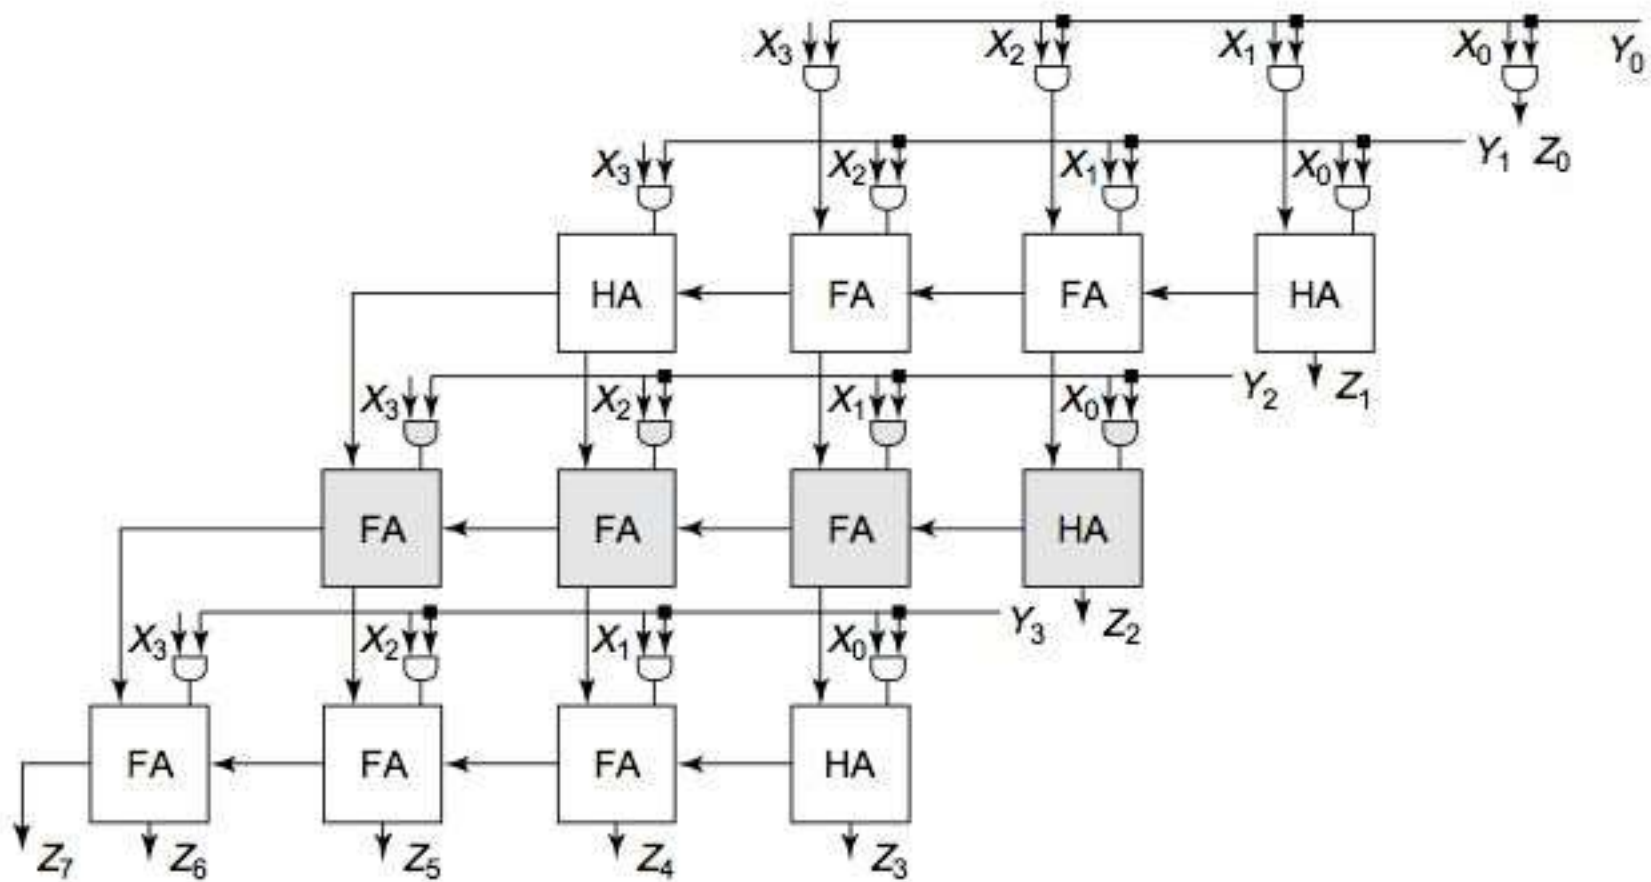 X₃ X₂ X₁ X₀ Y₀
X₃ X₂ X₁ X₀ Y₁ Z₀
HA FA FA HA
X₃ X₂ X₁ X₀ Y₂ Z₁
FA FA FA HA
X₃ X₂ X₁ X₀ Y₃ Z₂
FA FA FA HA
Z₇ Z₆ Z₅ Z₄ Z₃